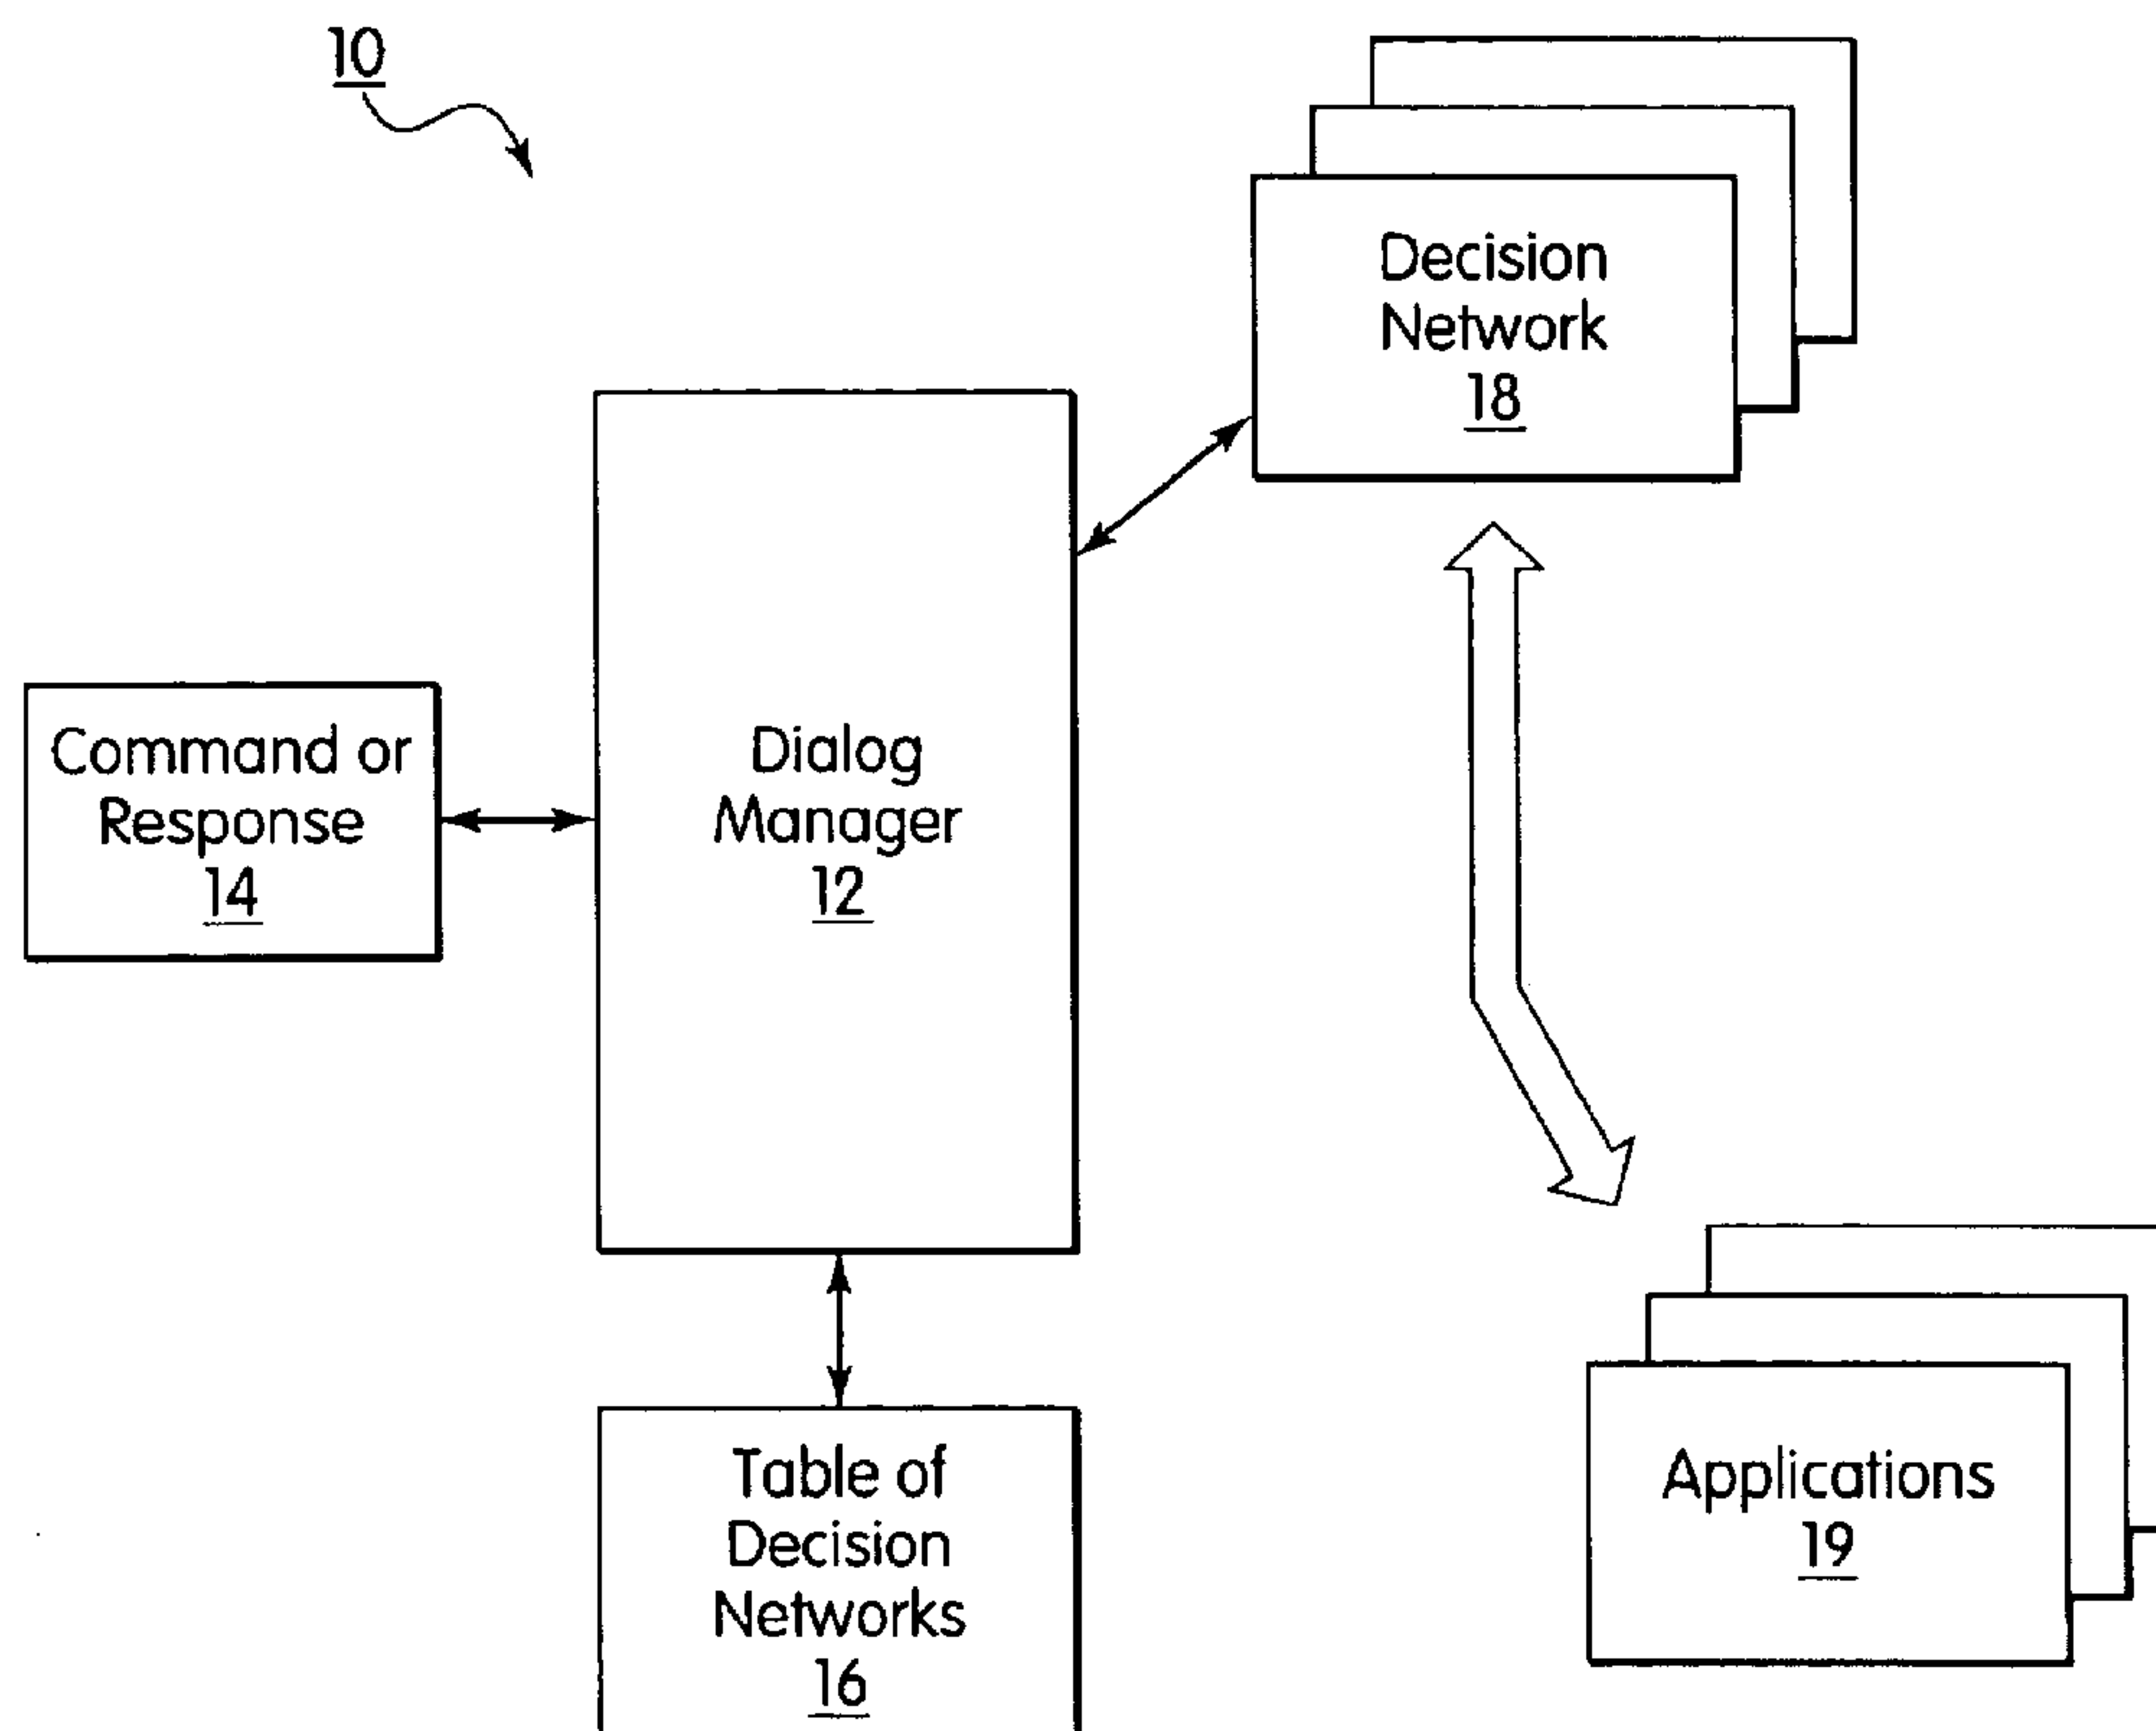 10
Decision
Network
18
Command or
Response
14
Dialog
Manager
12
Table of
Decision
Networks
16
Applications
19